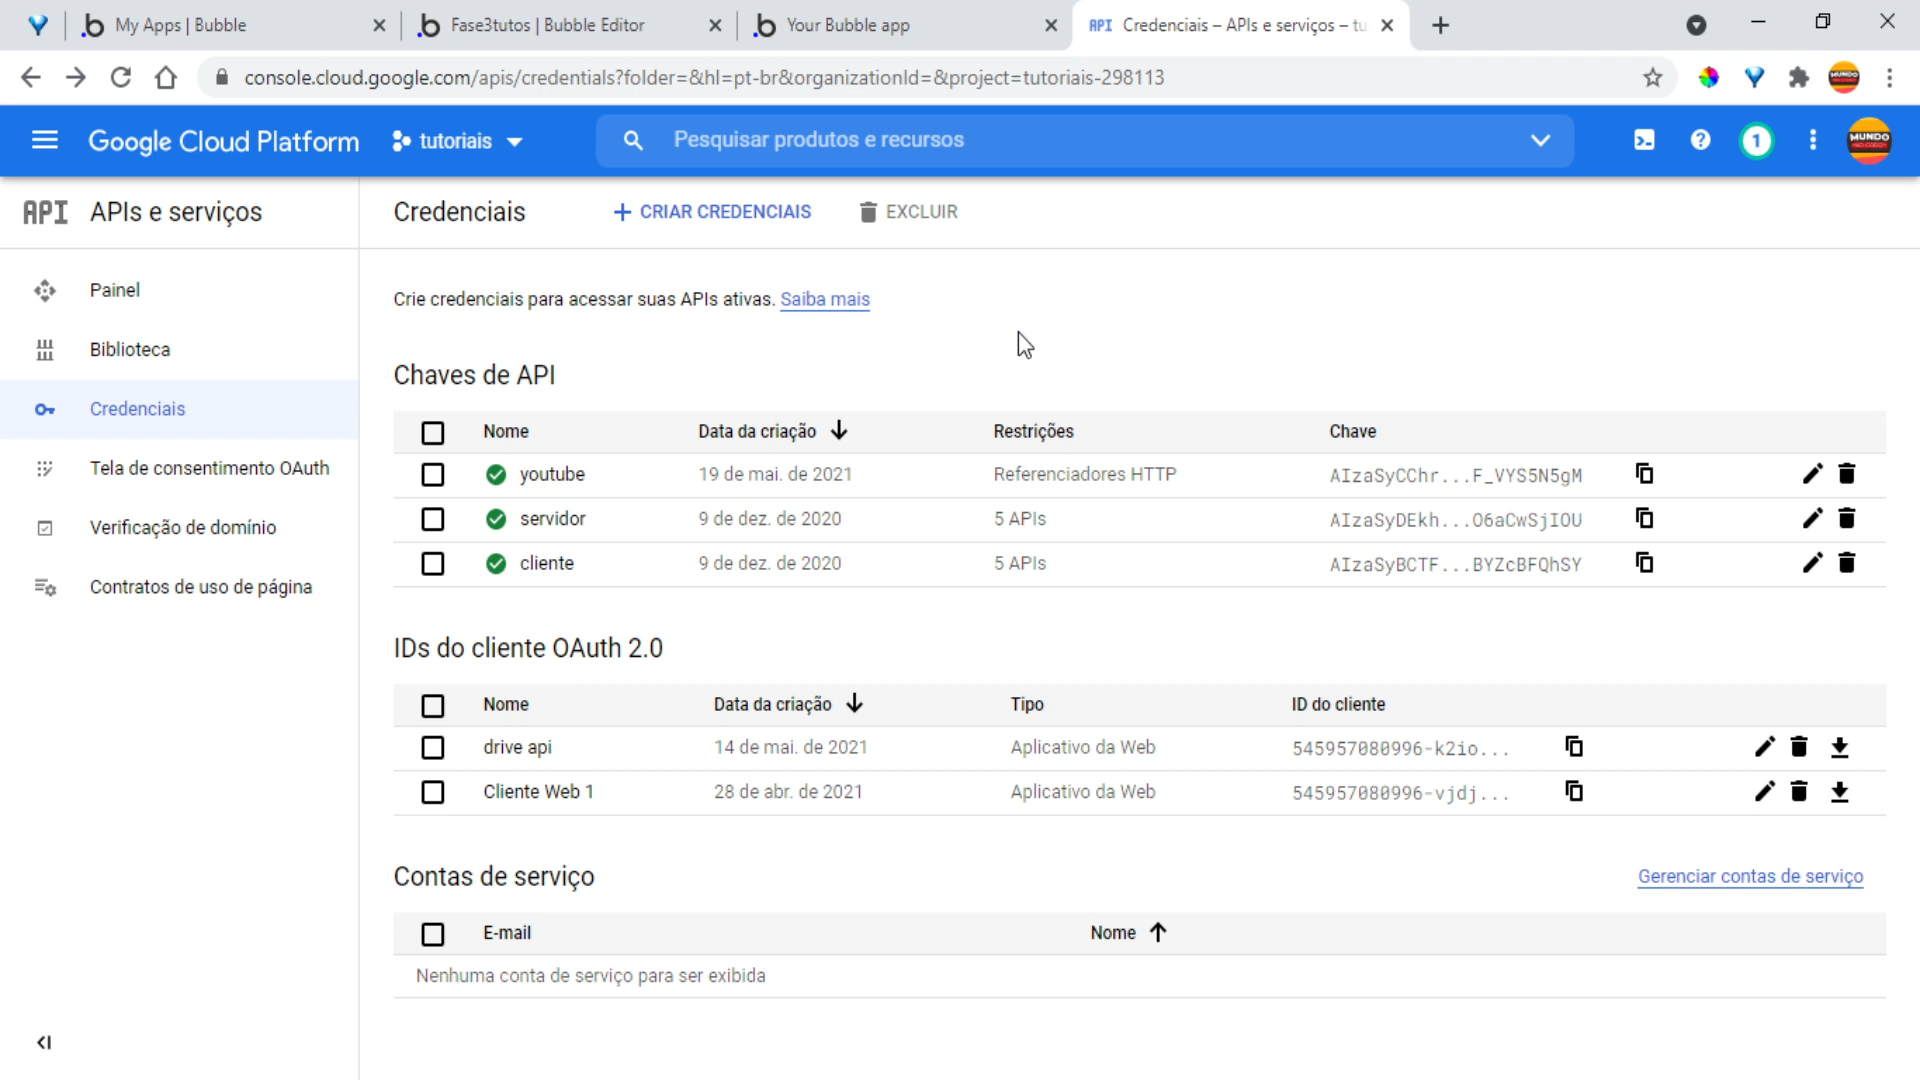 My Apps | Bubble
Fase3tutos | Bubble Editor
Your Bubble app
API Credenciais – APIs e serviços – tu
console.cloud.google.com/apis/credentials?folder=&hl=pt-br&organizationId=&project=tutoriais-298113
Google Cloud Platform
tutoriais
Pesquisar produtos e recursos
1
MUNDO
API APIs e serviços
Credenciais
CRIAR CREDENCIAIS
EXCLUIR
Painel
Biblioteca
Credenciais
Tela de consentimento OAuth
Verificação de domínio
Contratos de uso de página
Crie credenciais para acessar suas APIs ativas. Saiba mais
Chaves de API
Nome Data da criação Restrições Chave
youtube 19 de mai. de 2021 Referenciadores HTTP AIzaSyCChr...F_VYS5N5gM
servidor 9 de dez. de 2020 5 APIs AIzaSyDEkh...O6aCwSjIOU
cliente 9 de dez. de 2020 5 APIs AIzaSyBCTF...BYZcBFQhSY
IDs do cliente OAuth 2.0
Nome Data da criação Tipo ID do cliente
drive api 14 de mai. de 2021 Aplicativo da Web 545957080996-k2io...
Cliente Web 1 28 de abr. de 2021 Aplicativo da Web 545957080996-vjdj...
Contas de serviço
Gerenciar contas de serviço
E-mail Nome
Nenhuma conta de serviço para ser exibida